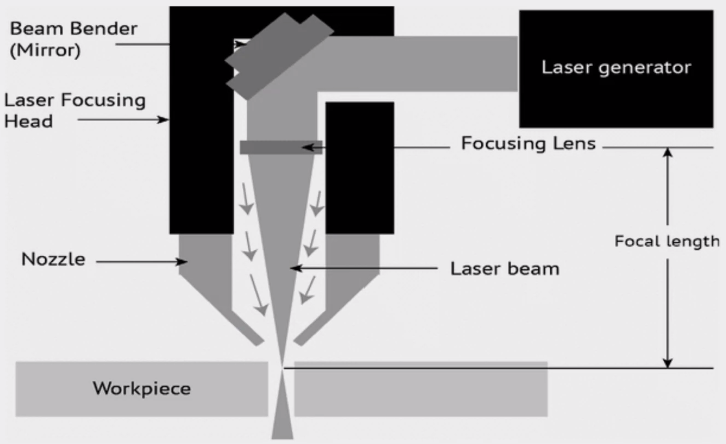 Beam Bender
(Mirror)
Laser generator
Laser Focusing
Head
Focusing Lens
Focal length
Nozzle
Laser beam
Workpiece